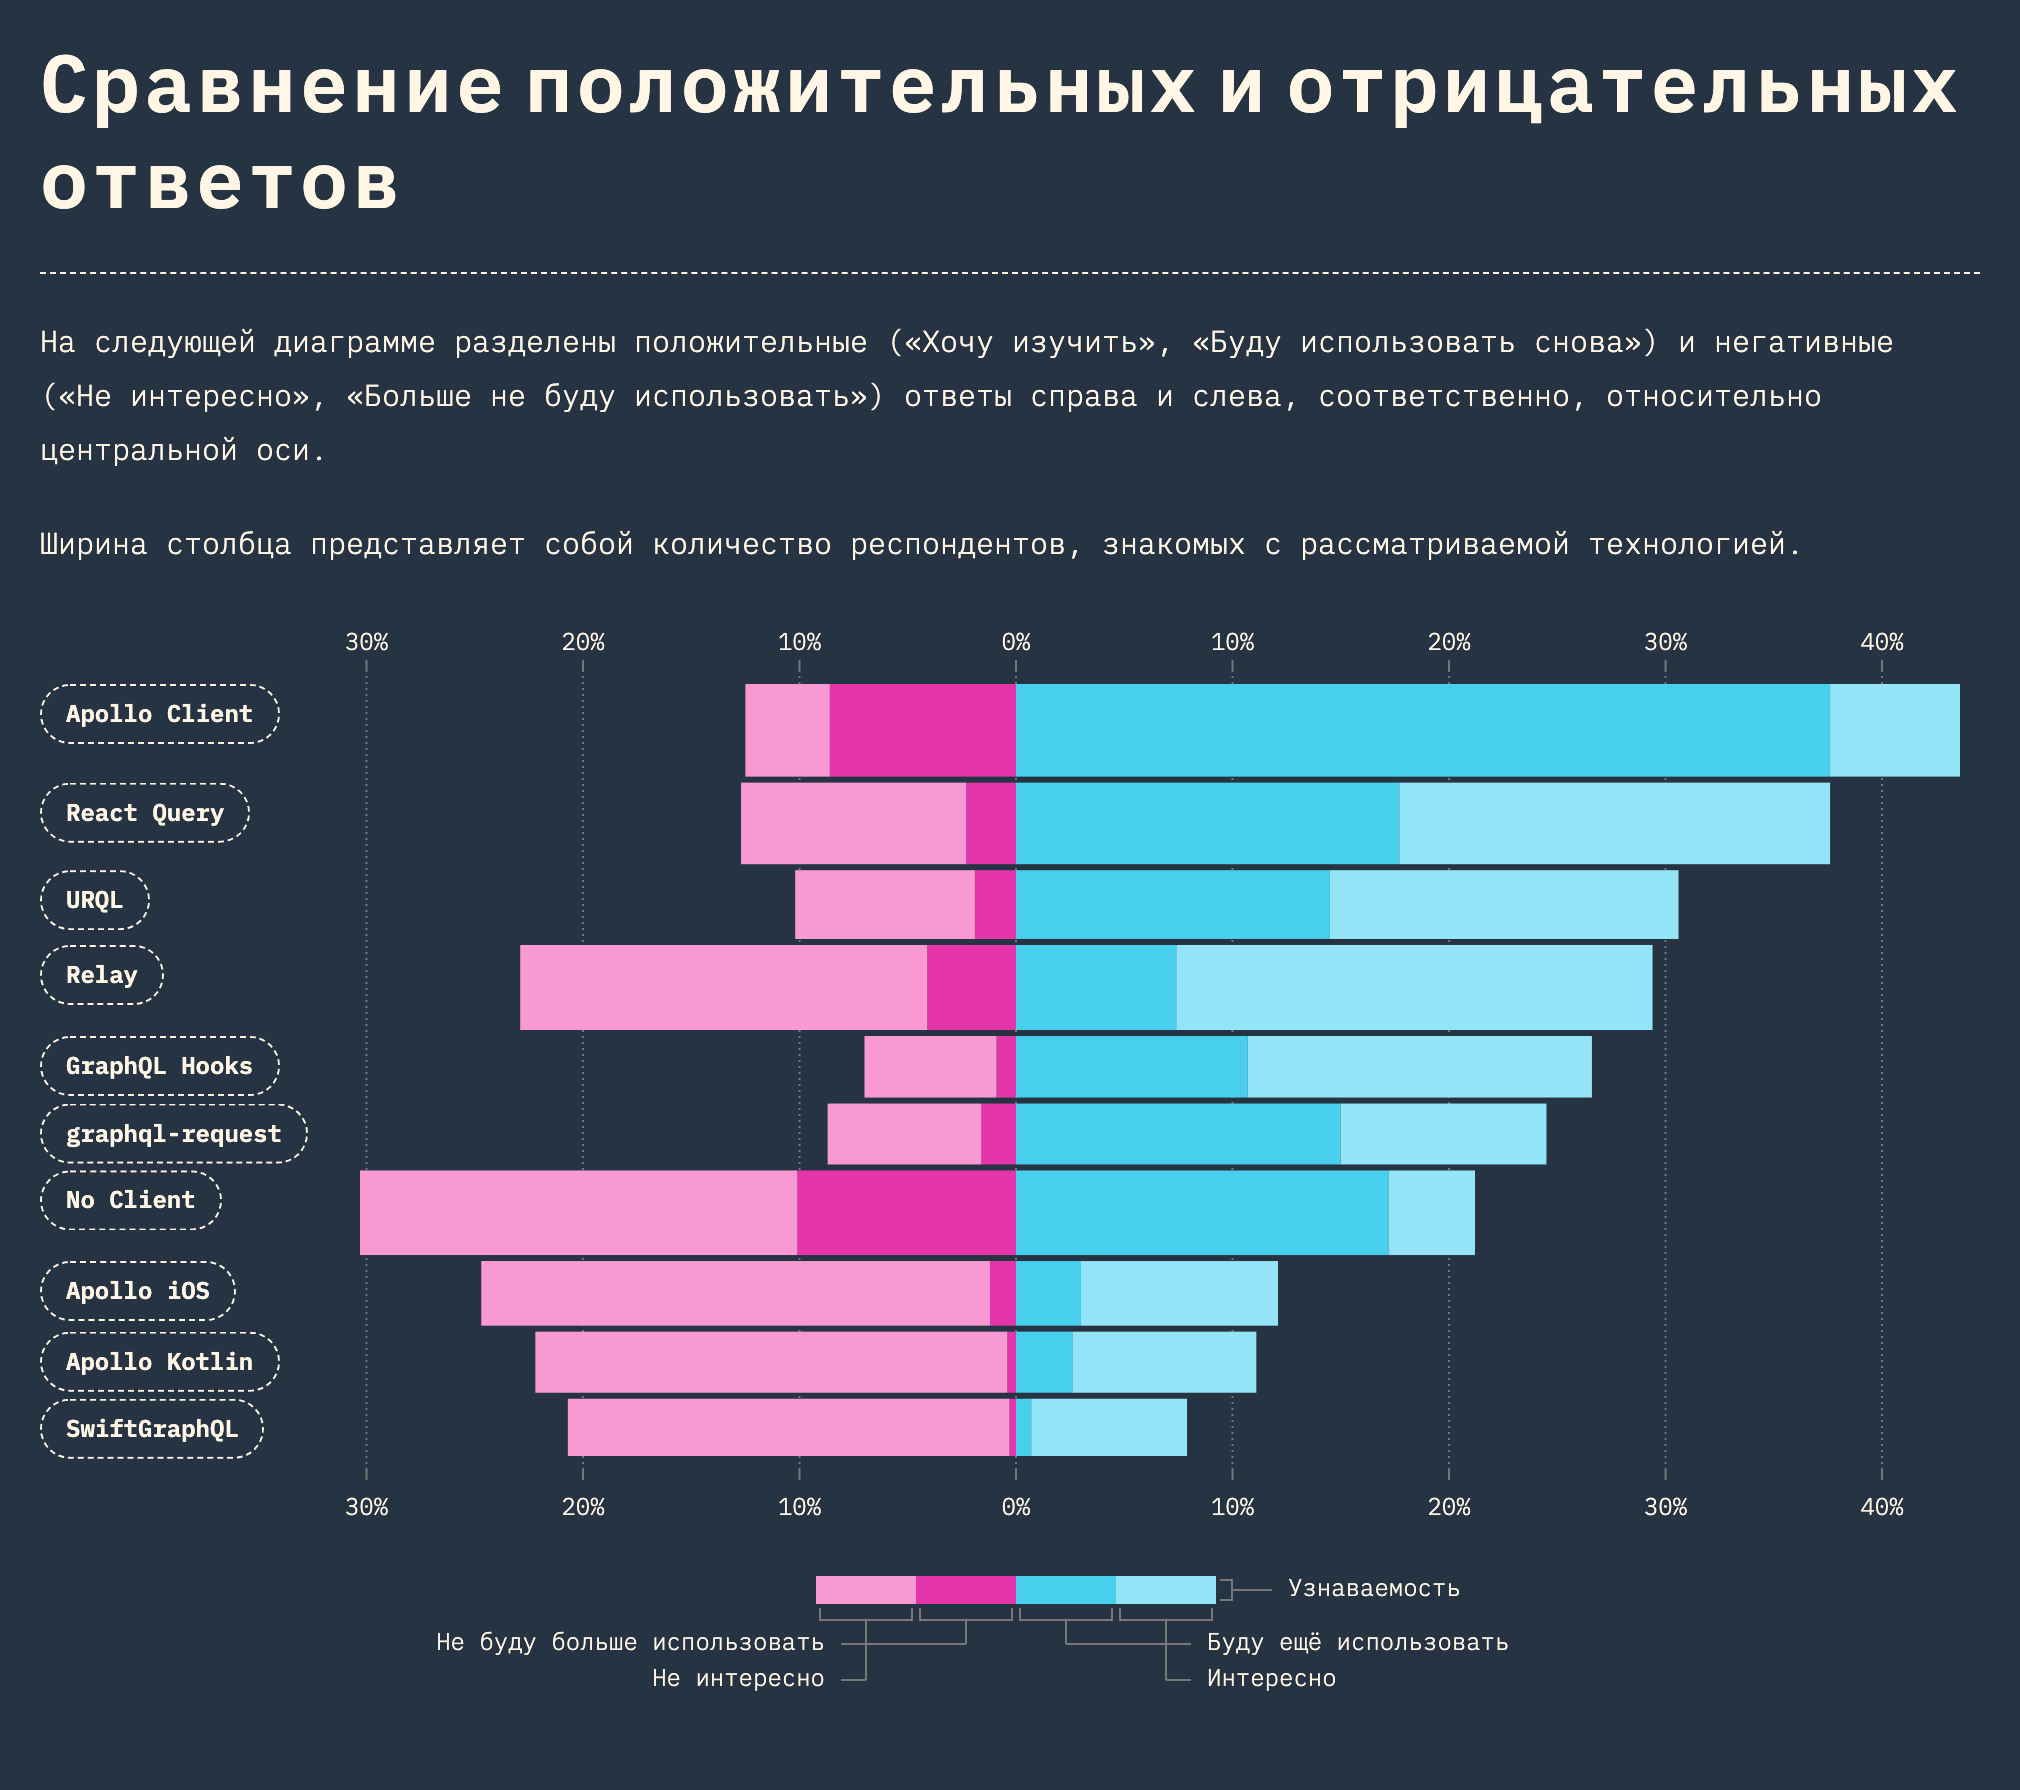 Сравнение положительных и отрицательных
ответов
На следующей диаграмме разделены положительные («Хочу изучить», «Буду использовать снова») и негативные
(«Не интересно», «Больше не буду использовать») ответы справа и слева, соответственно, относительно
центральной оси.
Ширина столбца представляет собой количество респондентов, знакомых с рассматриваемой технологией.
30% 20% 10% 0% 10% 20% 30% 40%
Apollo Client
React Query
URQL
Relay
GraphQL Hooks
graphql-request
No Client
Apollo iOS
Apollo Kotlin
SwiftGraphQL
30% 20% 10% 0% 10% 20% 30% 40%
Узнаваемость
Не буду больше использовать Буду ещё использовать
Не интересно Интересно